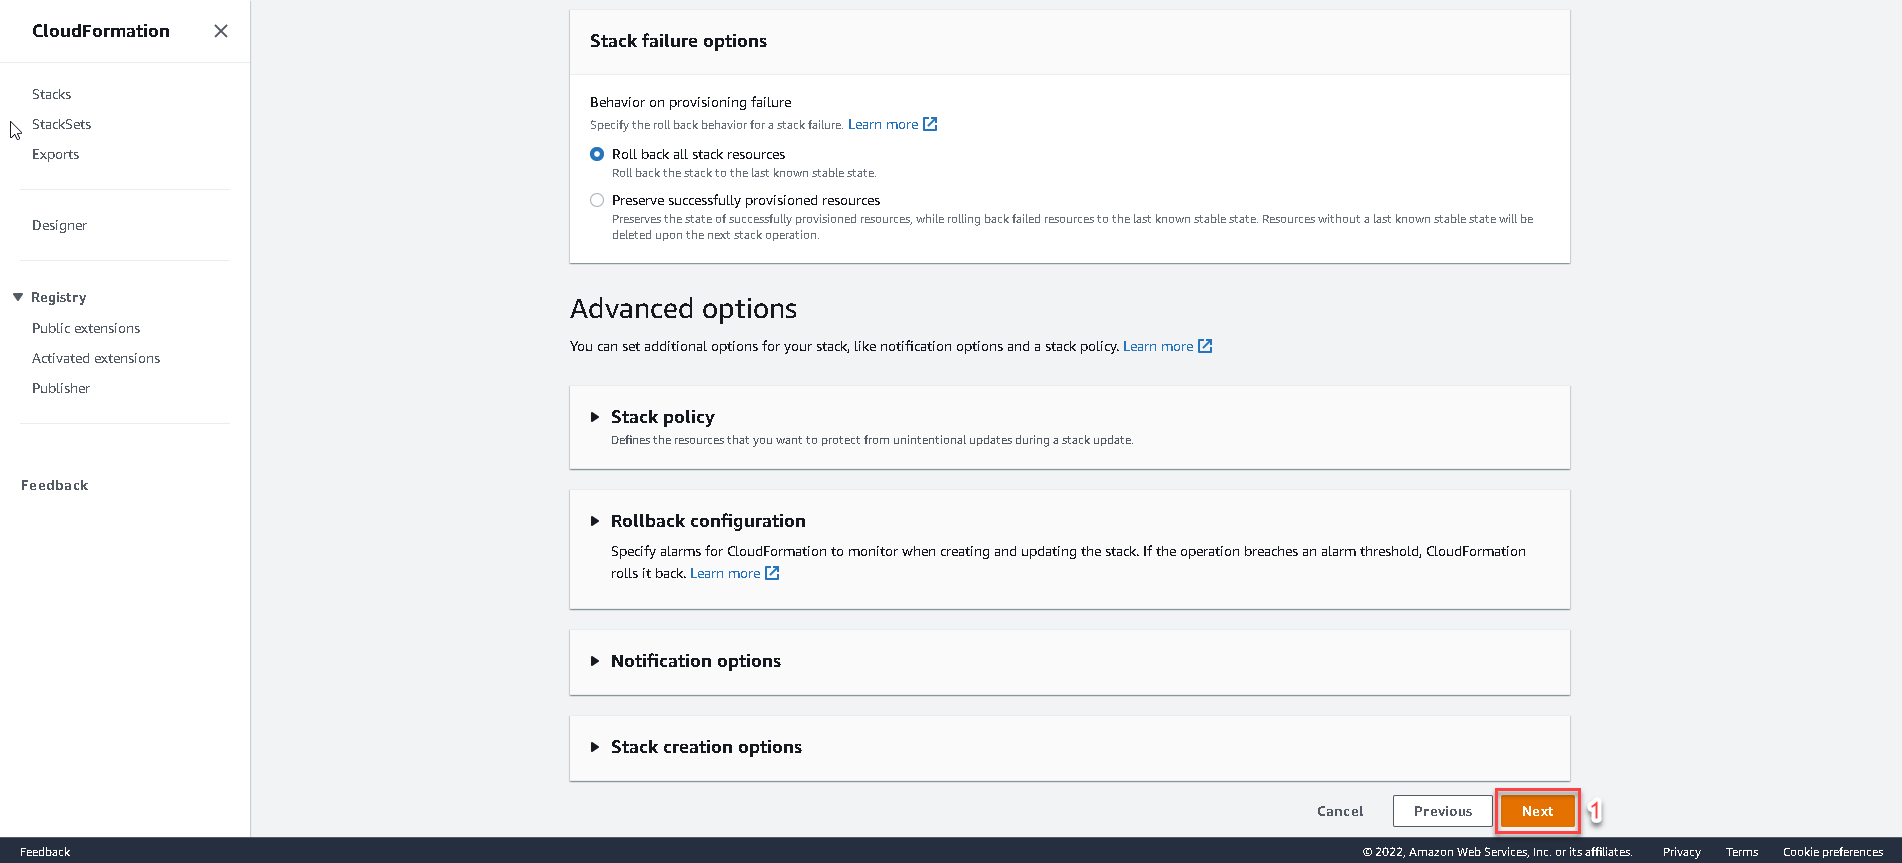 CloudFormation
Stacks
StackSets
Exports
Designer
Registry
Public extensions
Activated extensions
Publisher
Feedback
Stack failure options
Behavior on provisioning failure
Specify the roll back behavior for a stack failure. Learn more
Roll back all stack resources
Roll back the stack to the last known stable state.
Preserve successfully provisioned resources
Preserves the state of successfully provisioned resources, while rolling back failed resources to the last known stable state. Resources without a last known stable state will be
deleted upon the next stack operation.
Advanced options
You can set additional options for your stack, like notification options and a stack policy. Learn more
Stack policy
Defines the resources that you want to protect from unintentional updates during a stack update.
Rollback configuration
Specify alarms for CloudFormation to monitor when creating and updating the stack. If the operation breaches an alarm threshold, CloudFormation
rolls it back. Learn more
Notification options
Stack creation options
Cancel Previous Next 1
Feedback © 2022, Amazon Web Services, Inc. or its affiliates. Privacy Terms Cookie preferences